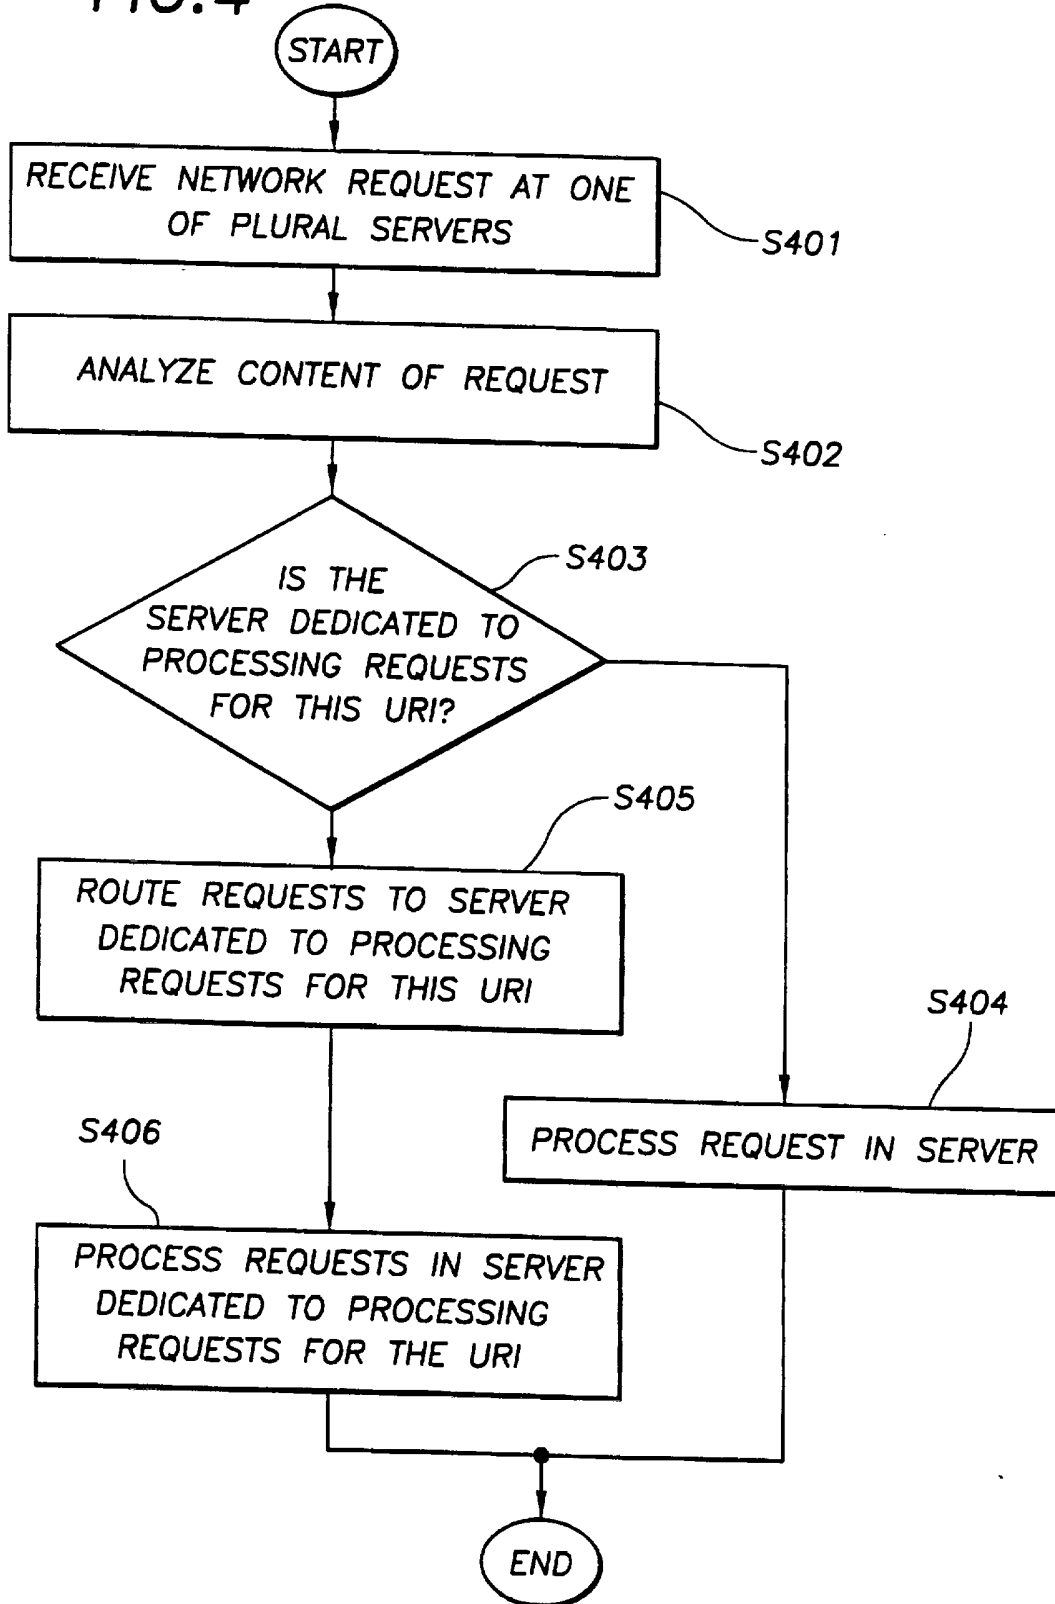 FIG.4
START
RECEIVE NETWORK REQUEST AT ONE
OF PLURAL SERVERS
S401
ANALYZE CONTENT OF REQUEST
S402
S403
IS THE
SERVER DEDICATED TO
PROCESSING REQUESTS
FOR THIS URI?
S405
ROUTE REQUESTS TO SERVER
DEDICATED TO PROCESSING
REQUESTS FOR THIS URI
S404
PROCESS REQUEST IN SERVER
S406
PROCESS REQUESTS IN SERVER
DEDICATED TO PROCESSING
REQUESTS FOR THE URI
END